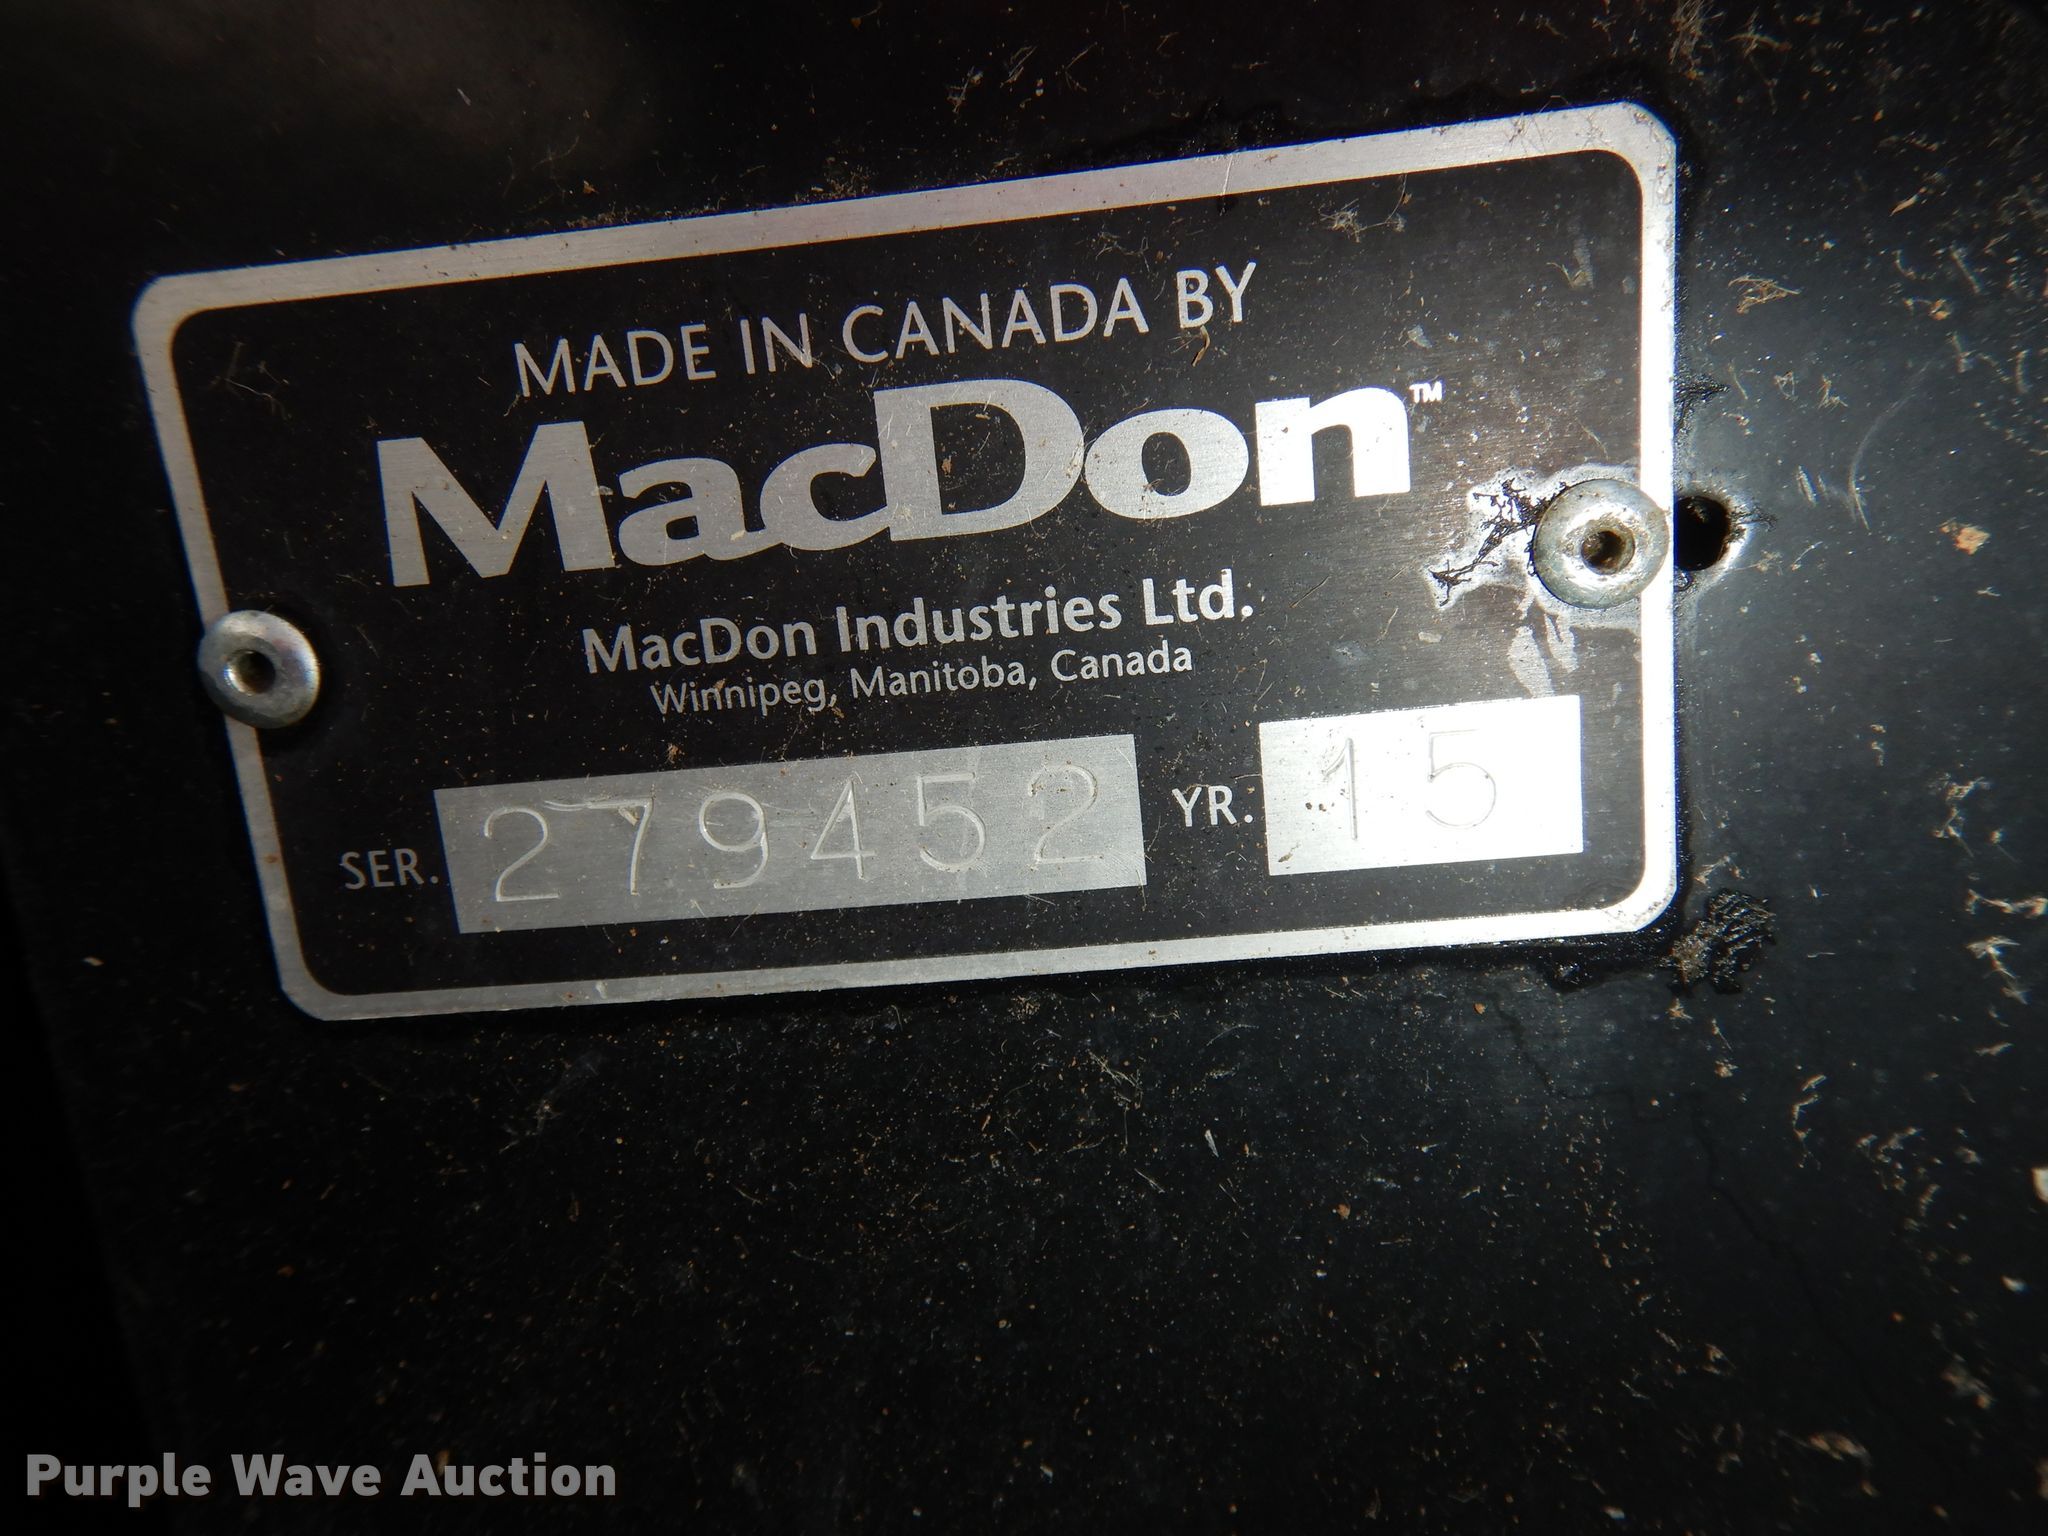 MADE IN CANADA BY
MacDon™
MacDon Industries Ltd.
Winnipeg, Manitoba, Canada
SER. 279452 YR. 15
Purple Wave Auction